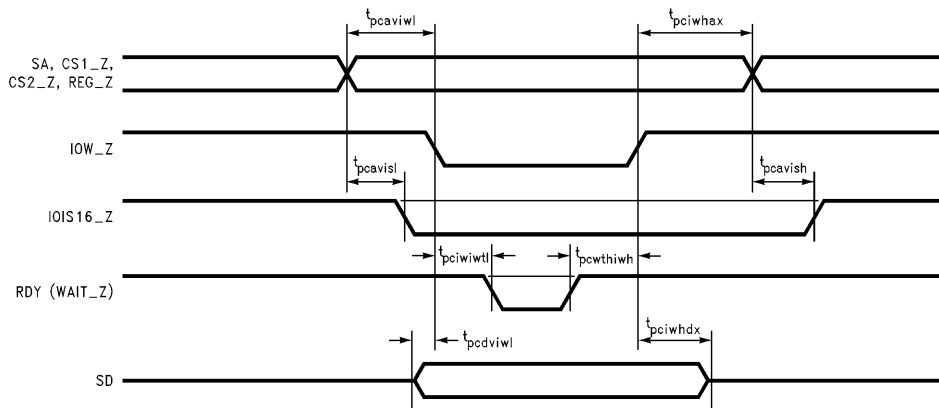 tpcaviwl
tpciwhax
SA, CS1_Z,
CS2_Z, REG_Z
IOW_Z
tpcavisl
tpcavish
IOIS16_Z
tpciwiwtl
tpcwthiwh
RDY (WAIT_Z)
tpcdviwl
tpciwhdx
SD